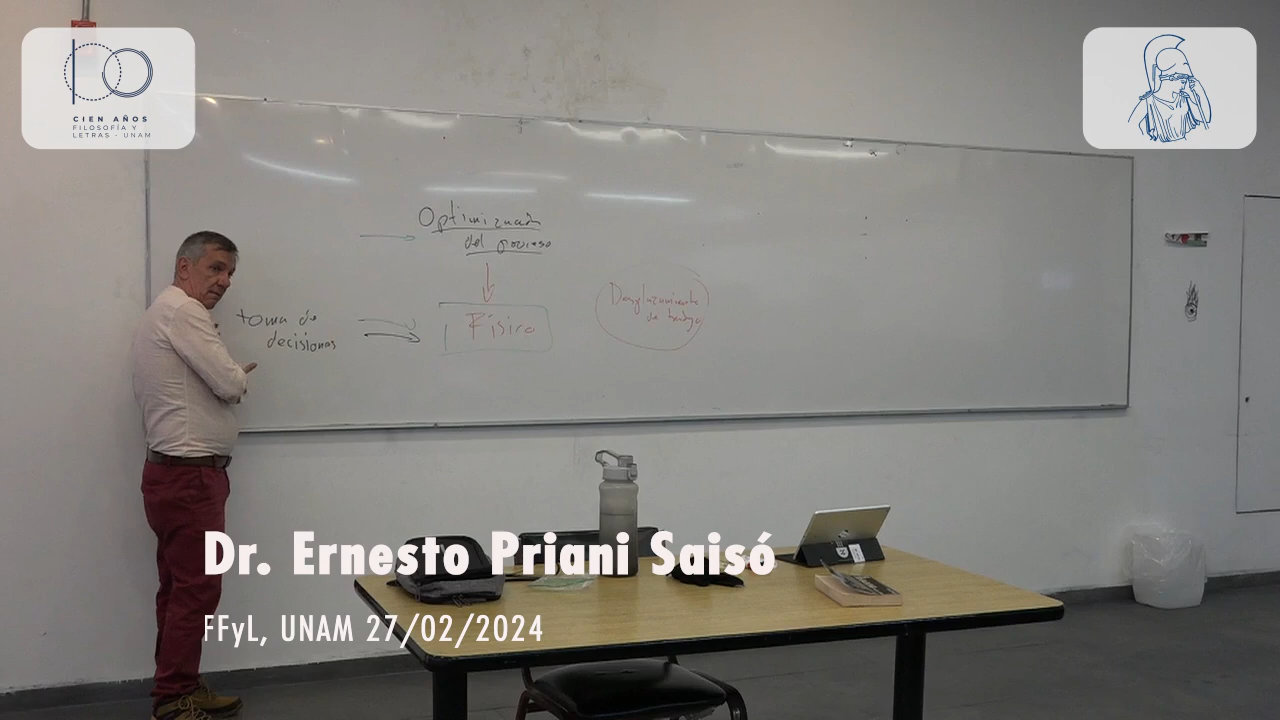 CIEN AÑOS
FILOSOFÍA Y
LETRAS - UNAM
Optimización
del proceso
toma de
decisiones
Físico
Desplazamiento
de trabajo
Dr. Ernesto Priani Saisó
FFyL, UNAM 27/02/2024